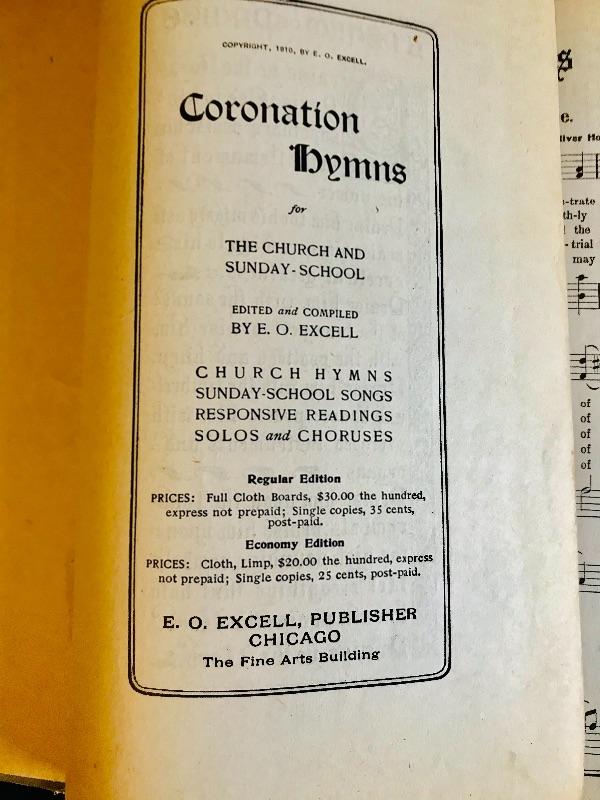 COPYRIGHT, 1910, BY E. O. EXCELL.
Coronation
Hymns
for
THE CHURCH AND
SUNDAY-SCHOOL
EDITED and COMPILED
BY E. O. EXCELL
CHURCH HYMNS
SUNDAY-SCHOOL SONGS
RESPONSIVE READINGS
SOLOS and CHORUSES
Regular Edition
PRICES: Full Cloth Boards, $30.00 the hundred,
express not prepaid; Single copies, 35 cents,
post-paid.
Economy Edition
PRICES: Cloth, Limp, $20.00 the hundred, express
not prepaid; Single copies, 25 cents, post-paid.
E. O. EXCELL, PUBLISHER
CHICAGO
The Fine Arts Building
e.
liver Ho
-trate
th-ly
the
-trial
may
of
of
of
of
of